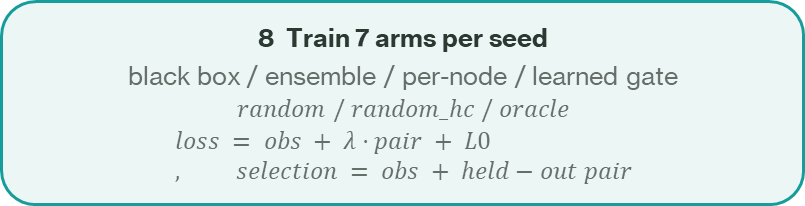 8 Train 7 arms per seed
black box / ensemble / per-node / learned gate
random / random_hc / oracle
loss = obs + λ·pair + L0
, selection = obs + held − out pair